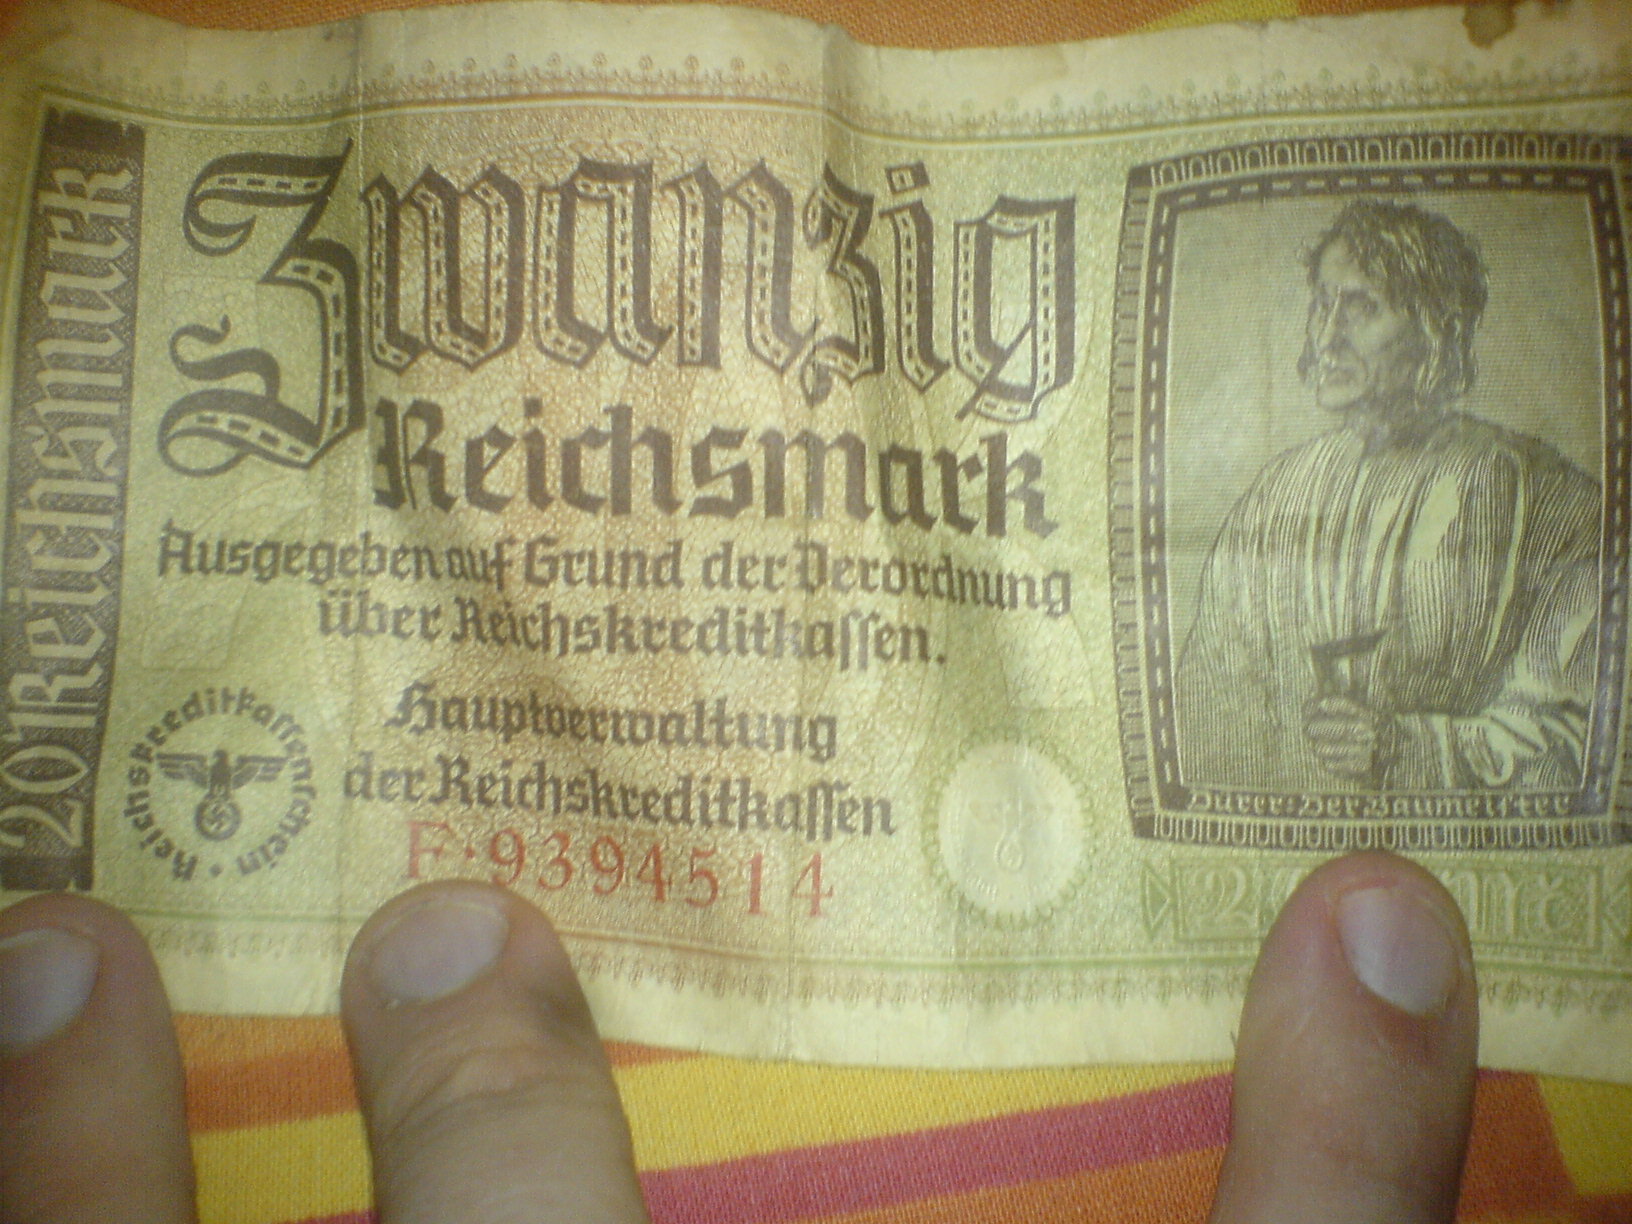 20 Reichsmark
Zwanzig
Reichsmark
Ausgegeben auf Grund der Verordnung
über Reichskreditkassen.
Hauptverwaltung
der Reichskreditkassen
Reichskreditkassenschein
F·9394514
Dürer: Der Baumeister